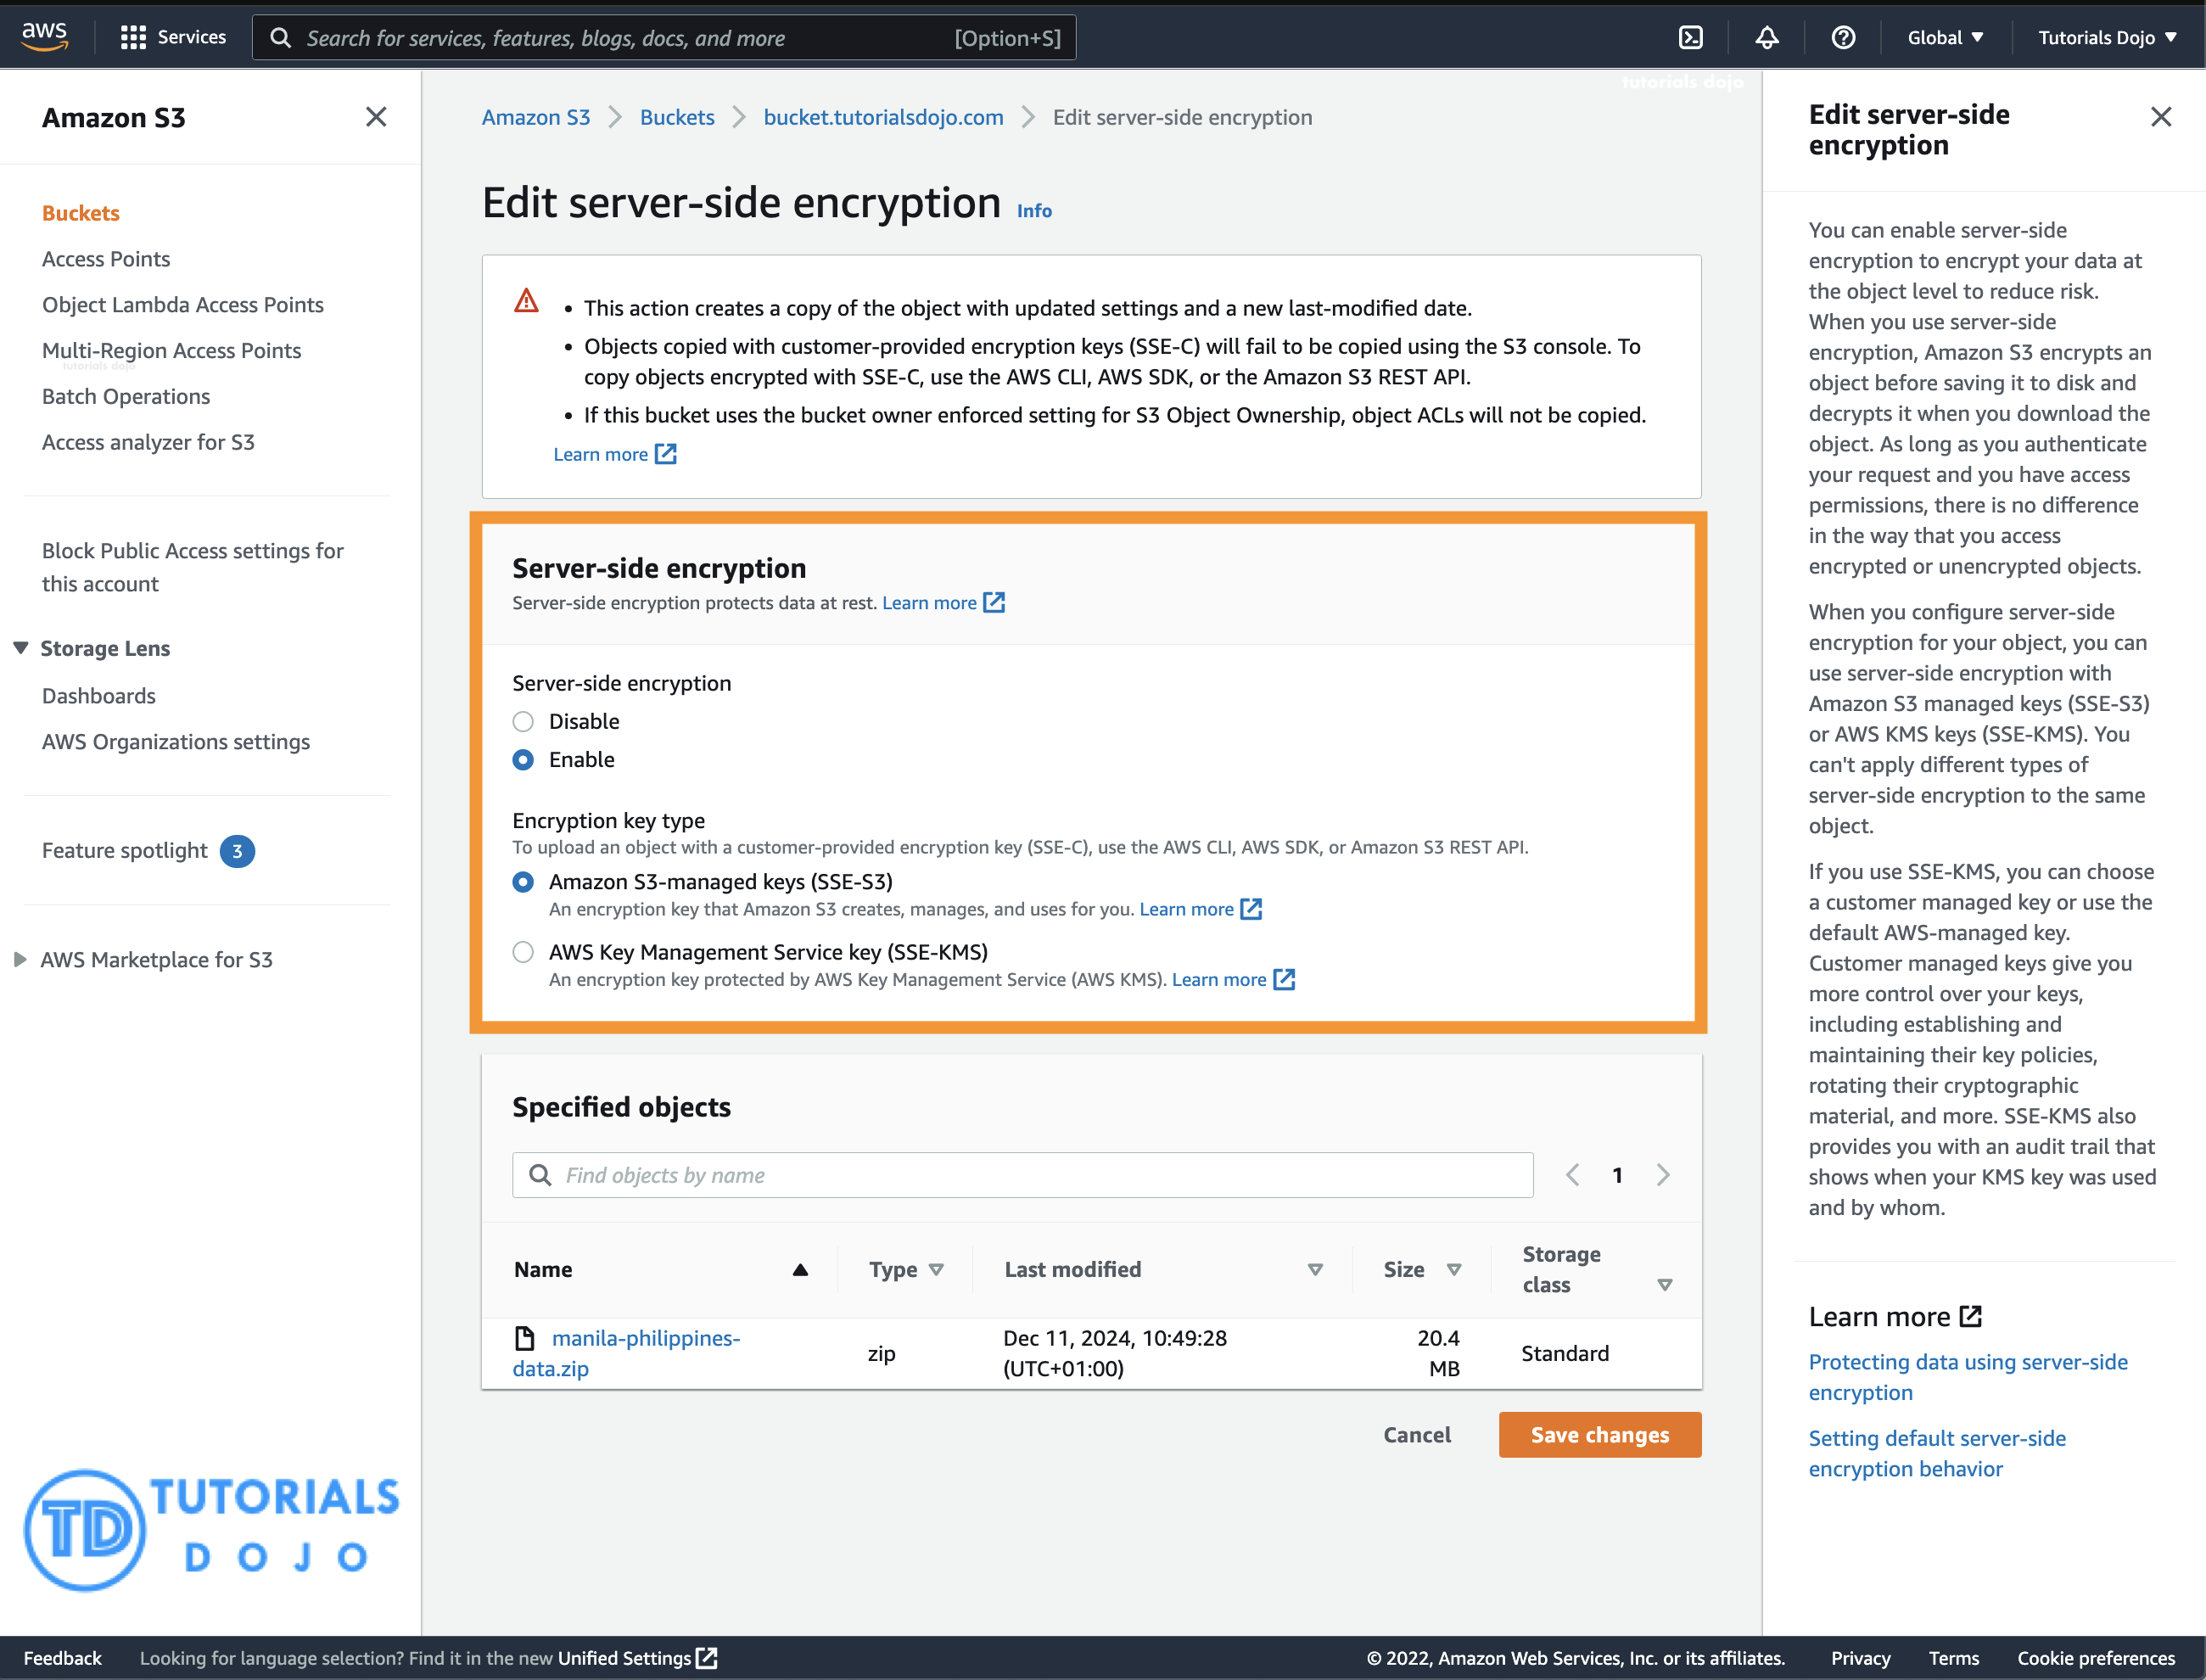 aws
Services
Search for services, features, blogs, docs, and more
[Option+S]
Global
Tutorials Dojo
tutorials dojo
Amazon S3
Buckets
Access Points
Object Lambda Access Points
Multi-Region Access Points
tutorials dojo
Batch Operations
Access analyzer for S3
Block Public Access settings for
this account
Storage Lens
Dashboards
AWS Organizations settings
Feature spotlight 3
AWS Marketplace for S3
TD TUTORIALS
DOJO
Amazon S3 > Buckets > bucket.tutorialsdojo.com > Edit server-side encryption
Edit server-side encryption Info
• This action creates a copy of the object with updated settings and a new last-modified date.
• Objects copied with customer-provided encryption keys (SSE-C) will fail to be copied using the S3 console. To
copy objects encrypted with SSE-C, use the AWS CLI, AWS SDK, or the Amazon S3 REST API.
• If this bucket uses the bucket owner enforced setting for S3 Object Ownership, object ACLs will not be copied.
Learn more
Server-side encryption
Server-side encryption protects data at rest. Learn more
Server-side encryption
Disable
Enable
Encryption key type
To upload an object with a customer-provided encryption key (SSE-C), use the AWS CLI, AWS SDK, or Amazon S3 REST API.
Amazon S3-managed keys (SSE-S3)
An encryption key that Amazon S3 creates, manages, and uses for you. Learn more
AWS Key Management Service key (SSE-KMS)
An encryption key protected by AWS Key Management Service (AWS KMS). Learn more
Specified objects
Find objects by name
1
Name
Type
Last modified
Size
Storage
class
manila-philippines-
data.zip
zip
Dec 11, 2024, 10:49:28
(UTC+01:00)
20.4
MB
Standard
Cancel
Save changes
Edit server-side
encryption
You can enable server-side
encryption to encrypt your data at
the object level to reduce risk.
When you use server-side
encryption, Amazon S3 encrypts an
object before saving it to disk and
decrypts it when you download the
object. As long as you authenticate
your request and you have access
permissions, there is no difference
in the way that you access
encrypted or unencrypted objects.
When you configure server-side
encryption for your object, you can
use server-side encryption with
Amazon S3 managed keys (SSE-S3)
or AWS KMS keys (SSE-KMS). You
can't apply different types of
server-side encryption to the same
object.
If you use SSE-KMS, you can choose
a customer managed key or use the
default AWS-managed key.
Customer managed keys give you
more control over your keys,
including establishing and
maintaining their key policies,
rotating their cryptographic
material, and more. SSE-KMS also
provides you with an audit trail that
shows when your KMS key was used
and by whom.
Learn more
Protecting data using server-side
encryption
Setting default server-side
encryption behavior
Feedback
Looking for language selection? Find it in the new Unified Settings
© 2022, Amazon Web Services, Inc. or its affiliates.
Privacy
Terms
Cookie preferences